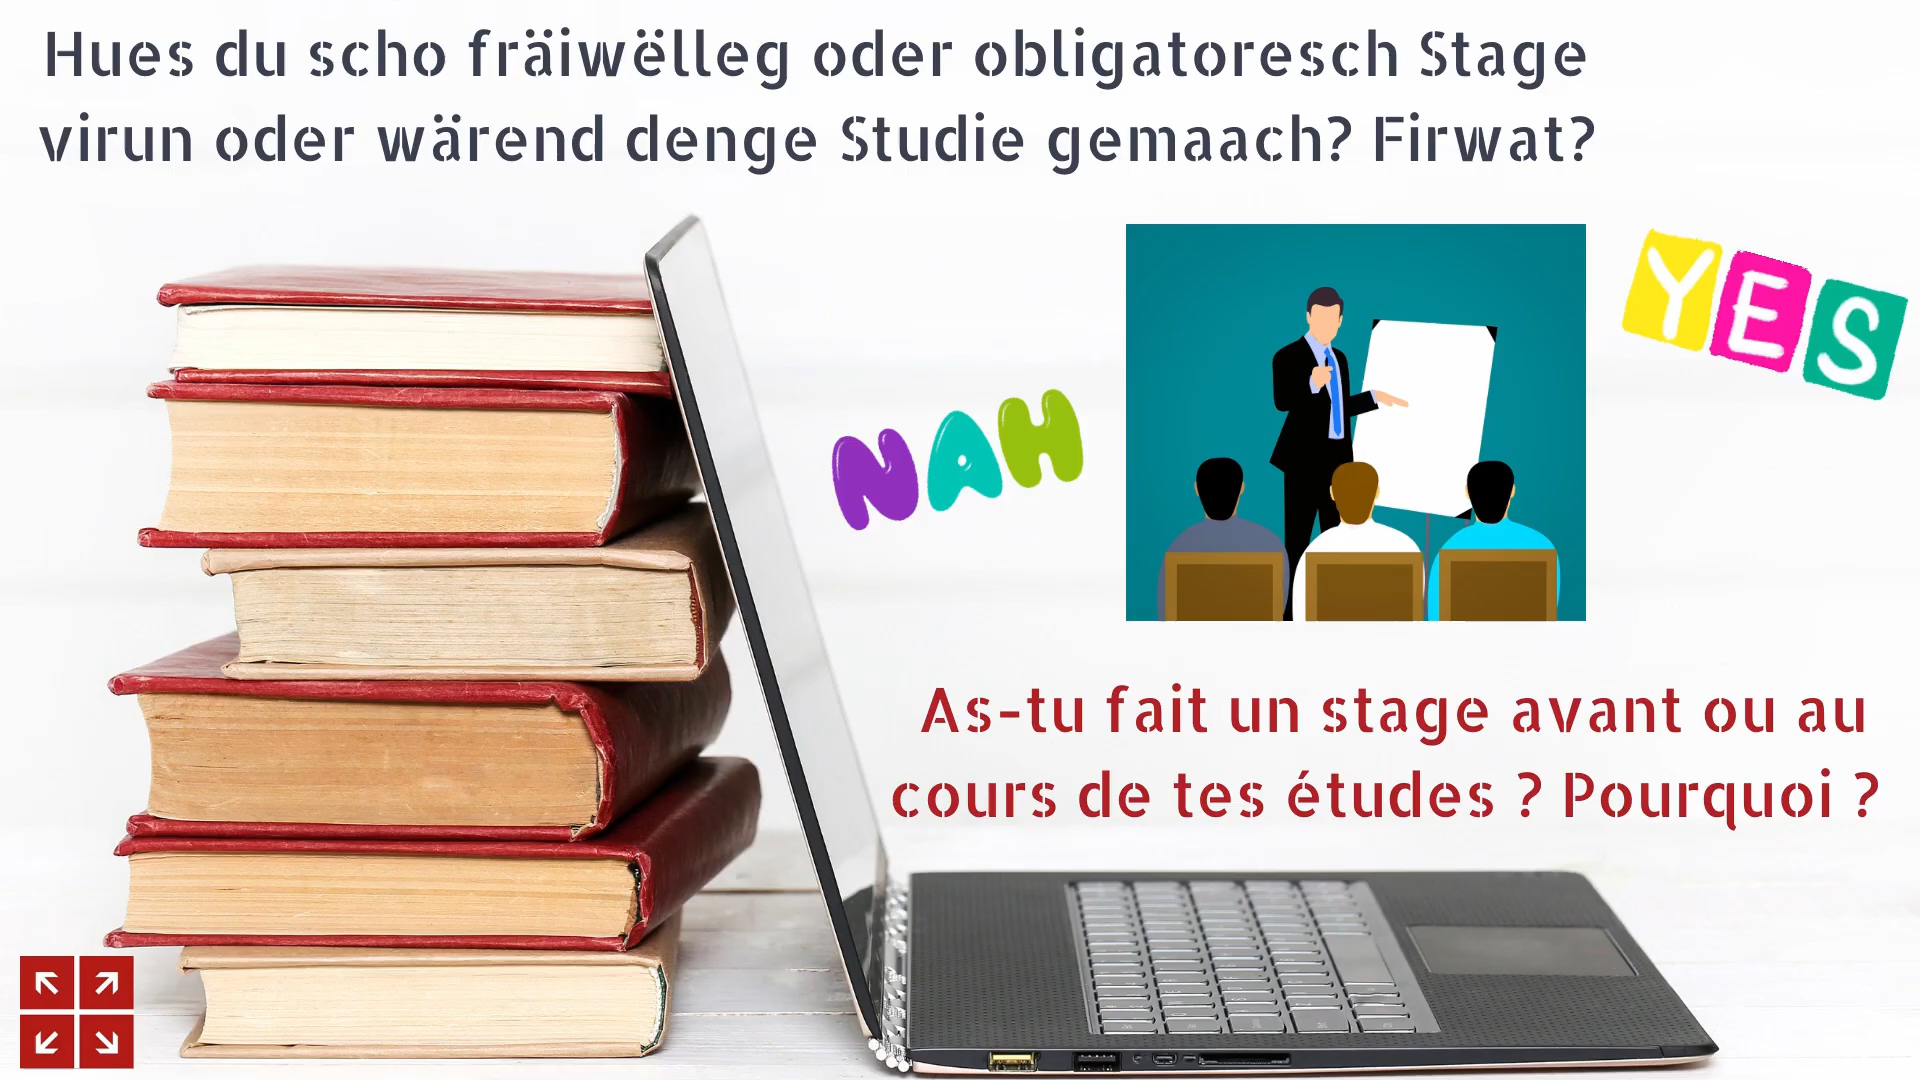 Hues du scho fräiwëlleg oder obligatoresch Stage
virun oder wärend denge Studie gemaach? Firwat?
YES
NAH
As-tu fait un stage avant ou au
cours de tes études ? Pourquoi ?